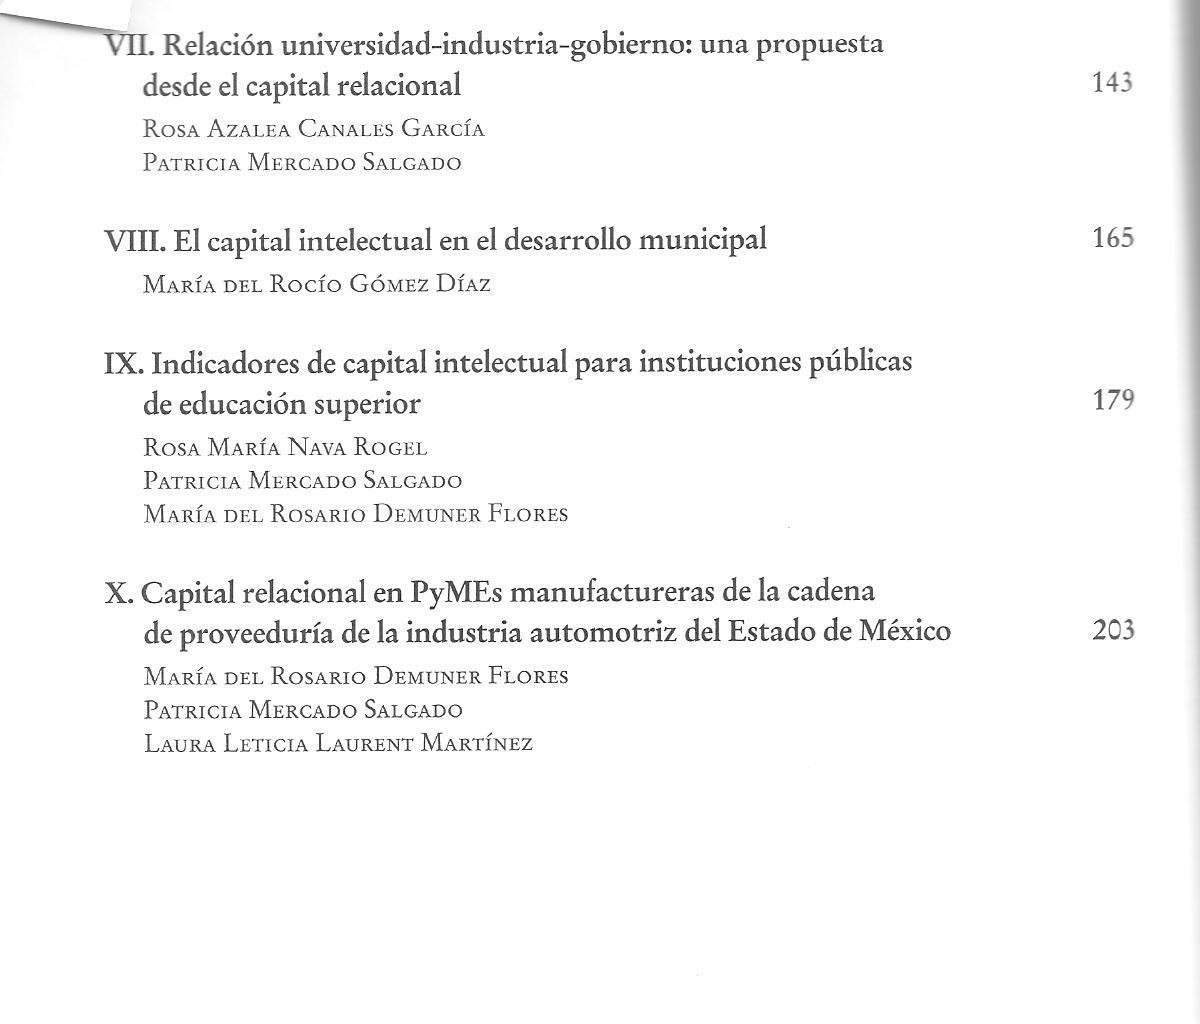 VII. Relación universidad-industria-gobierno: una propuesta
desde el capital relacional 143
Rosa Azalea Canales García
Patricia Mercado Salgado
VIII. El capital intelectual en el desarrollo municipal 165
María del Rocío Gómez Díaz
IX. Indicadores de capital intelectual para instituciones públicas
de educación superior 179
Rosa María Nava Rogel
Patricia Mercado Salgado
María del Rosario Demuner Flores
X. Capital relacional en PyMEs manufactureras de la cadena
de proveeduría de la industria automotriz del Estado de México 203
María del Rosario Demuner Flores
Patricia Mercado Salgado
Laura Leticia Laurent Martínez